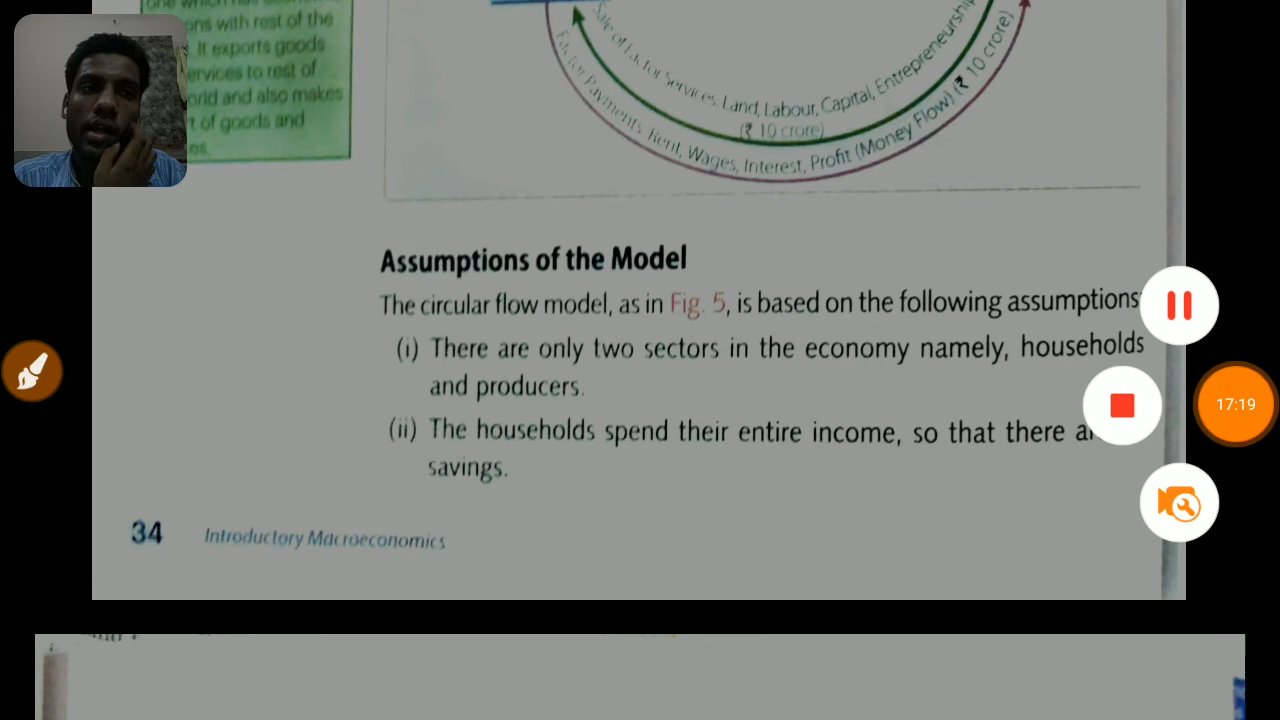 ons with rest of the
It exports goods
ervices to rest of
orld and also makes
t of goods and
es
Sale of Factor Services, Land, Labour, Capital, Entrepreneurship
(₹ 10 crore)
Factor Payments, Rent, Wages, Interest, Profit (Money Flow) (₹ 10 crore)
Assumptions of the Model
The circular flow model, as in Fig. 5, is based on the following assumptions
(i) There are only two sectors in the economy namely, households
and producers.
(ii) The households spend their entire income, so that there
savings.
34 Introductory Macroeconomics
17:19